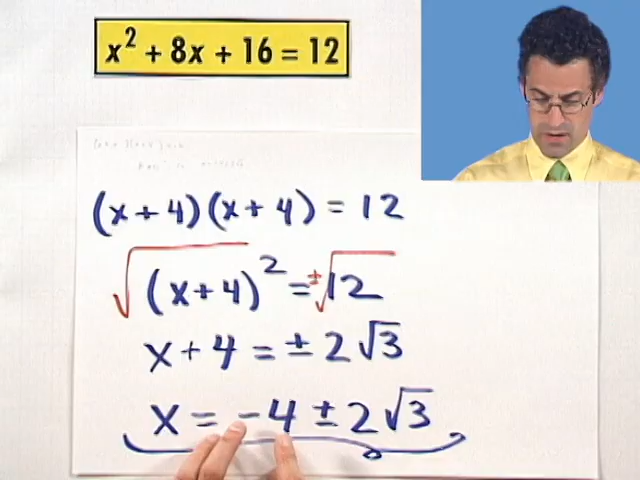 x² + 8x + 16 = 12
(x + 4)(x + 4) = 12
√(x + 4)² = ±√12
x + 4 = ± 2√3
x = -4 ± 2√3